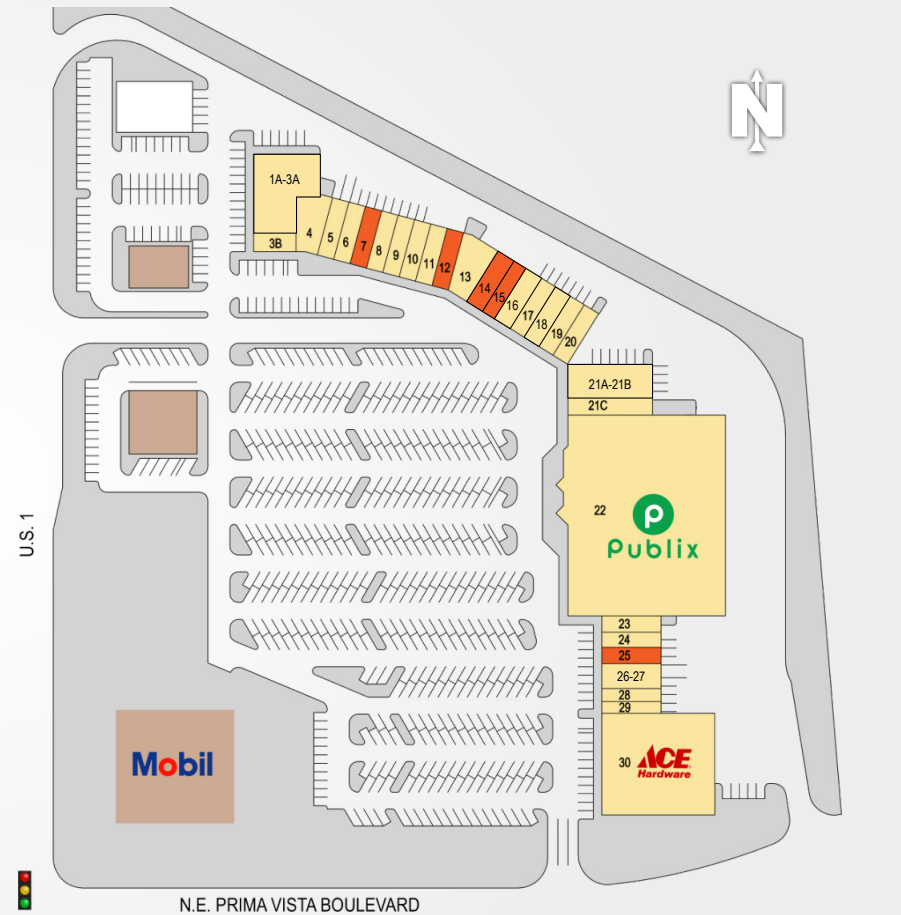 N
1A-3A
3B
4
5
6
7
8
9
10
11
12
13
14
15
16
17
18
19
20
21A-21B
21C
22
Publix
23
24
25
26-27
28
29
30
ACE
Hardware
Mobil
U.S. 1
N.E. PRIMA VISTA BOULEVARD